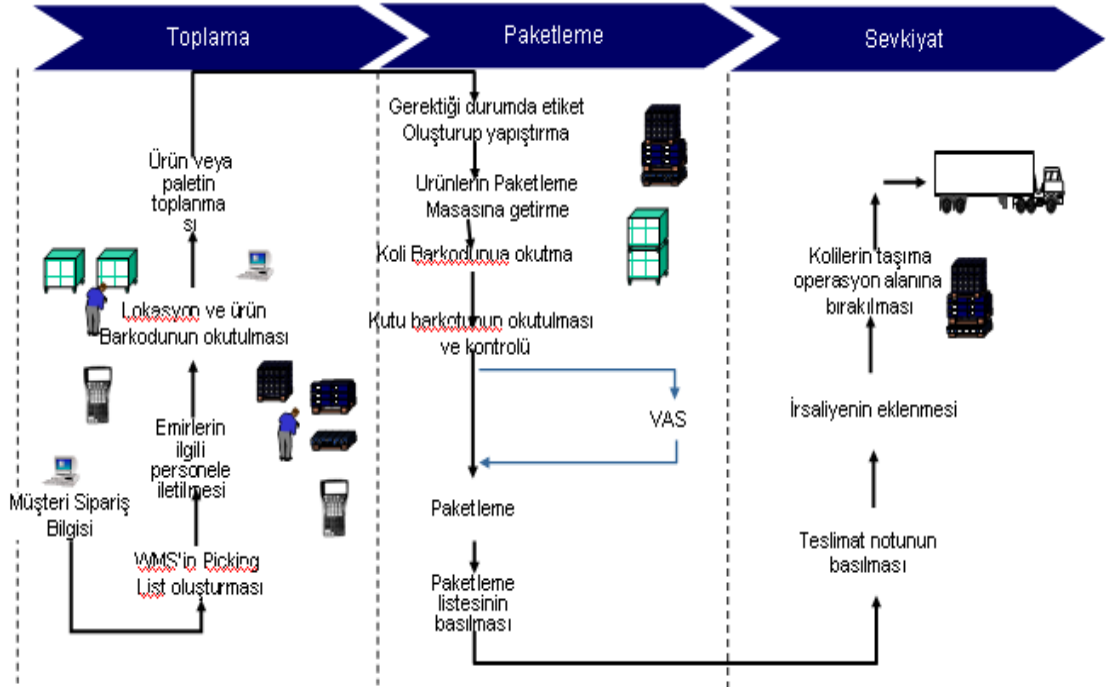 Toplama
Paketleme
Sevkiyat
Müşteri Sipariş
Bilgisi
WMS'in Picking
List oluşturması
Emirlerin
ilgili
personele
iletilmesi
Lokasyon ve ürün
Barkodunun okutulması
Ürün veya
paletin
toplanma
sı
Gerektiği durumda etiket
Oluşturup yapıştırma
Ürünlerin Paketleme
Masasına getirme
Koli Barkodunua okutma
Kutu barkotunun okutulması
ve kontrolü
VAS
Paketleme
Paketleme
listesinin
basılması
Teslimat notunun
basılması
İrsaliyenin eklenmesi
Kolilerin taşıma
operasyon alanına
bırakılması